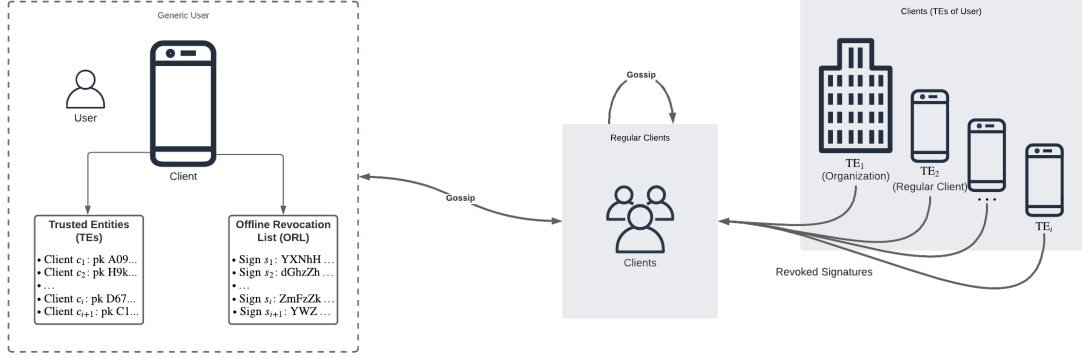 Generic User
User
Client
Trusted Entities
(TEs)
• Client c₁: pk A09...
• Client c₂: pk H9k...
• …
• Client cᵢ: pk D67...
• Client cᵢ₊₁: pk C1...
Offline Revocation
List (ORL)
• Sign s₁: YXNhH …
• Sign s₂: dGhzZh …
• …
• Sign sᵢ: ZmFzZk …
• Sign sᵢ₊₁: YWZ …
Gossip
Gossip
Regular Clients
Clients
Clients (TEs of User)
TE₁
(Organization)
TE₂
(Regular Client)
...
TEᵢ
Revoked Signatures